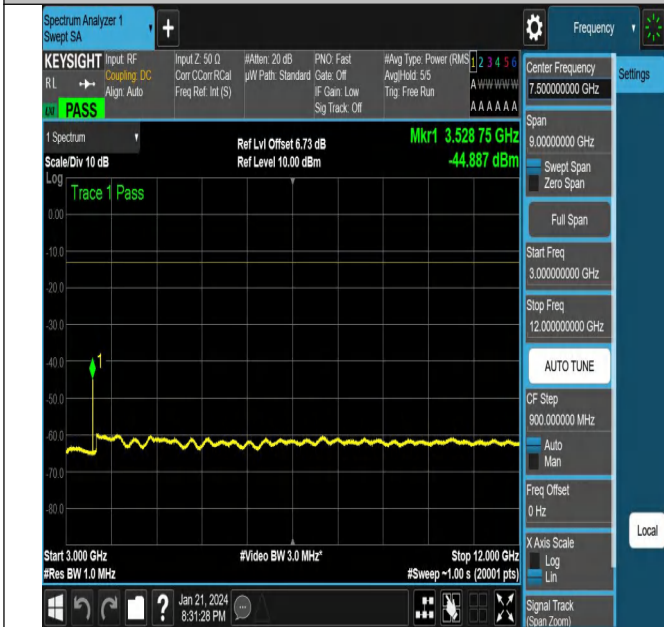 Spectrum Analyzer 1
Swept SA
+
Frequency
KEYSIGHT
Input: RF
Coupling: DC
Align: Auto
Input Z: 50 Ω
Corr CCorr RCal
Freq Ref: Int (S)
#Atten: 20 dB
µW Path: Standard
PNO: Fast
Gate: Off
IF Gain: Low
Sig Track: Off
#Avg Type: Power (RMS
Avg|Hold: 5/5
Trig: Free Run
1 2 3 4 5 6
A W W W W W
A A A A A A
RL
LXI PASS
1 Spectrum
Scale/Div 10 dB
Ref Lvl Offset 6.73 dB
Ref Level 10.00 dBm
Mkr1 3.528 75 GHz
-44.887 dBm
Log
Trace 1 Pass
0.00
-10.0
-20.0
-30.0
-40.0
-50.0
-60.0
-70.0
-80.0
1
Start 3.000 GHz
#Res BW 1.0 MHz
#Video BW 3.0 MHz*
Stop 12.000 GHz
#Sweep ~1.00 s (20001 pts)
Center Frequency
7.500000000 GHz
Settings
Span
9.00000000 GHz
Swept Span
Zero Span
Full Span
Start Freq
3.000000000 GHz
Stop Freq
12.000000000 GHz
AUTO TUNE
CF Step
900.000000 MHz
Auto
Man
Freq Offset
0 Hz
Local
X Axis Scale
Log
Lin
Signal Track
(Span Zoom)
?
Jan 21, 2024
8:31:28 PM